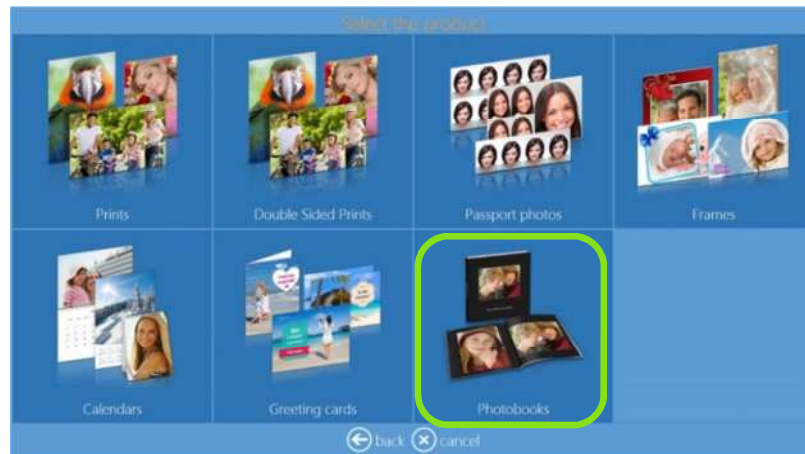 Select the product
Prints
Double Sided Prints
Passport photos
Frames
Calendars
Greeting cards
Photobooks
back
cancel